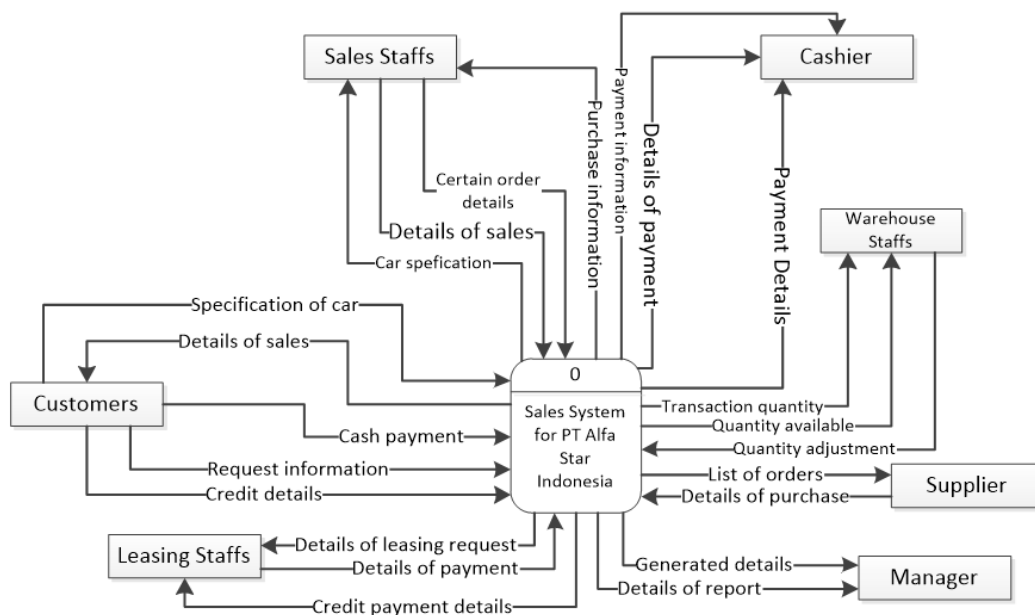 Sales Staffs
Cashier
Purchase information
Payment information
Details of payment
Payment Details
Certain order
details
Details of sales
Car spefication
Warehouse
Staffs
Specification of car
Details of sales
Customers
Cash payment
Request information
Credit details
0
Sales System
for PT Alfa
Star
Indonesia
Transaction quantity
Quantity available
Quantity adjustment
List of orders
Details of purchase
Supplier
Leasing Staffs
Details of leasing request
Details of payment
Credit payment details
Generated details
Details of report
Manager